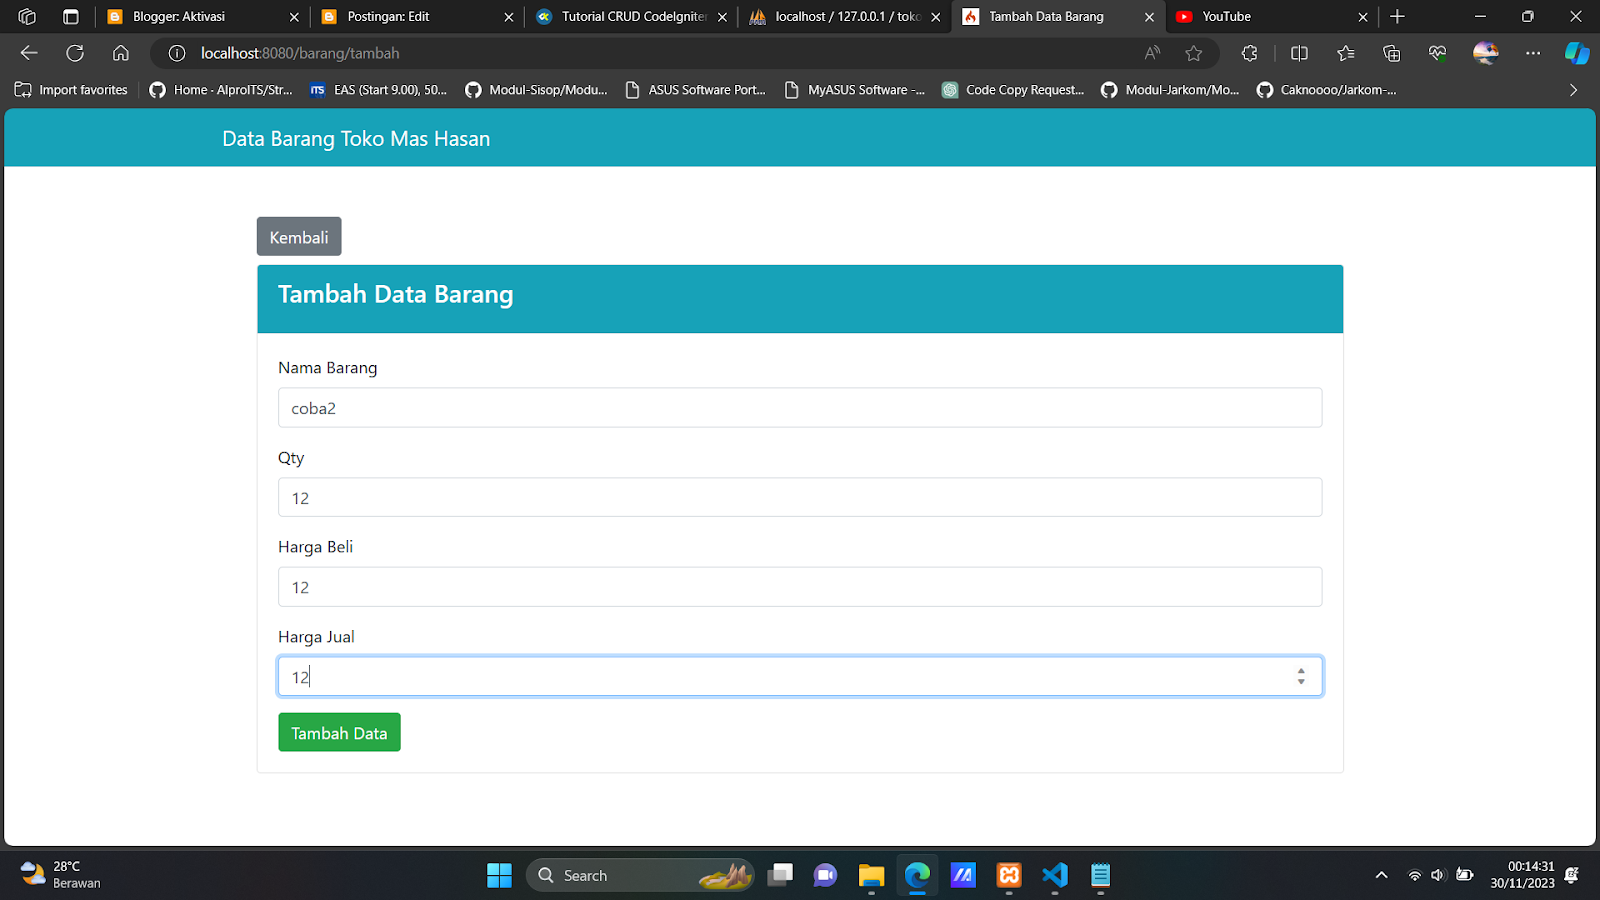 Blogger: Aktivasi
Postingan: Edit
Tutorial CRUD CodeIgniter
localhost / 127.0.0.1 / toko
Tambah Data Barang
YouTube
localhost:8080/barang/tambah
Import favorites
Home - AlproITS/Str...
EAS (Start 9.00), 50...
Modul-Sisop/Modu...
ASUS Software Port...
MyASUS Software -...
Code Copy Request...
Modul-Jarkom/Mo...
Caknoooo/Jarkom-...
Data Barang Toko Mas Hasan
Kembali
Tambah Data Barang
Nama Barang
coba2
Qty
12
Harga Beli
12
Harga Jual
12
Tambah Data
28°C
Berawan
Search
00:14:31
30/11/2023